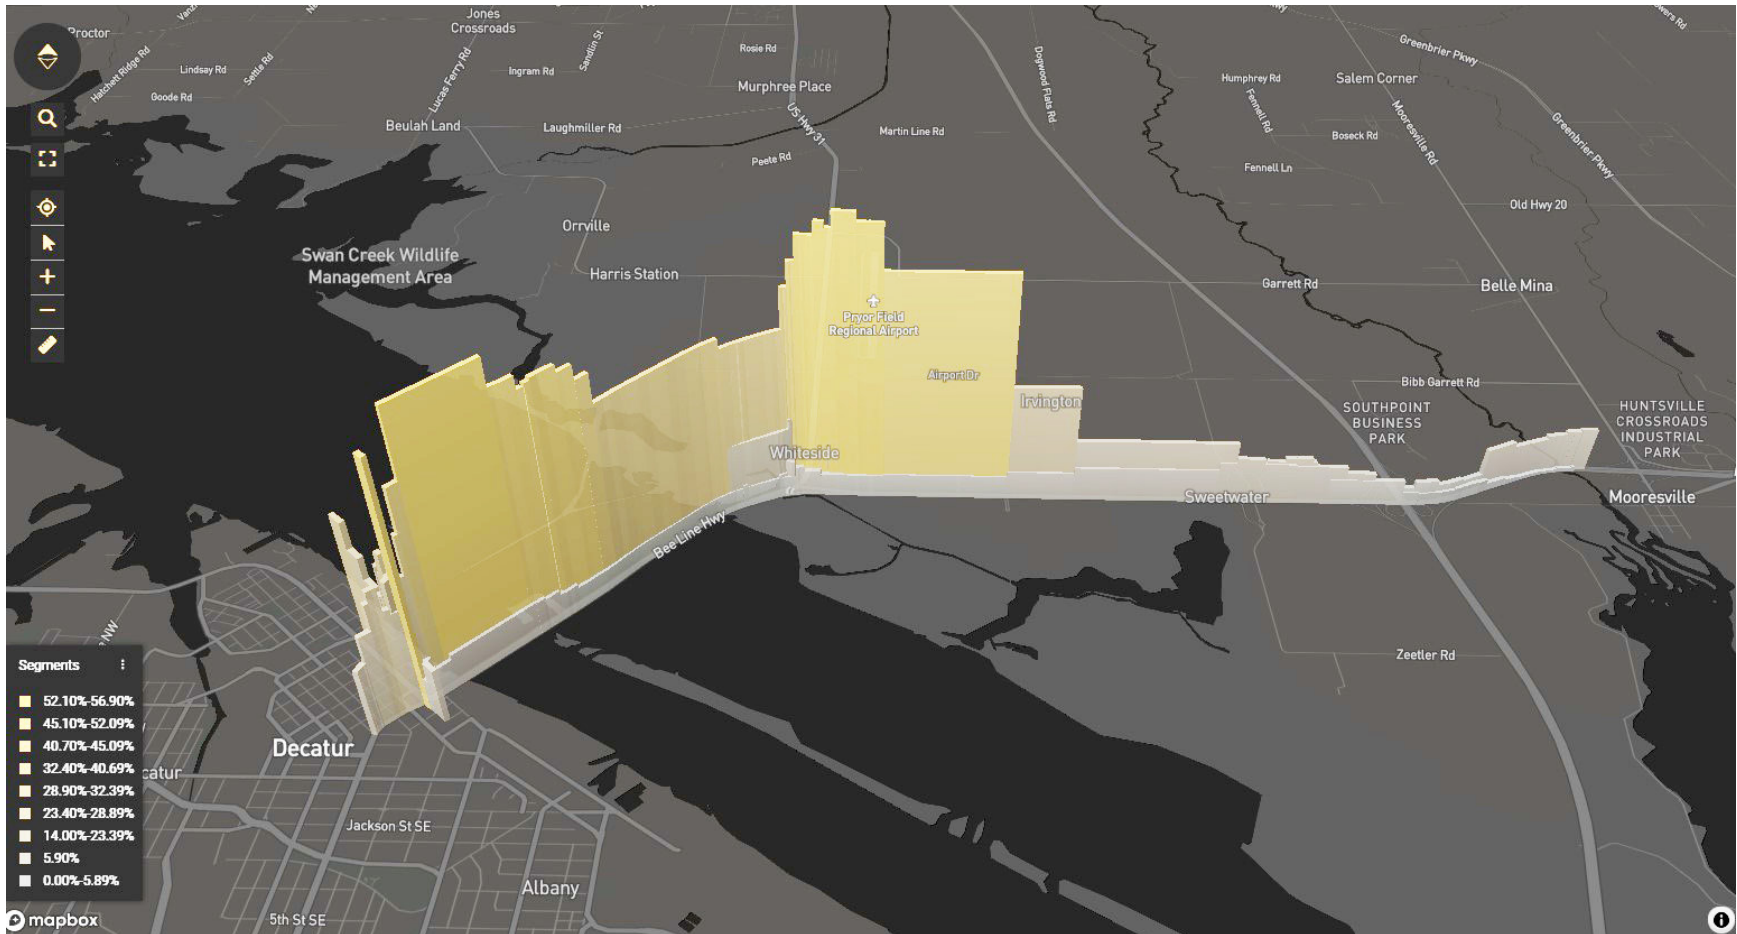 Jones
Crossroads
Proctor
Hatchett Ridge Rd
Lindsay Rd
Settle Rd
Goode Rd
Lucas Ferry Rd
Ingram Rd
Sandlin St
Rosie Rd
Murphree Place
US Hwy 31
Dogwood Flats Rd
Greenbrier Pkwy
Humphrey Rd
Salem Corner
Fennell Rd
Mooresville Rd
Greenbrier Pkwy
Beulah Land
Laughmiller Rd
Martin Line Rd
Boseck Rd
Peete Rd
Fennell Ln
Old Hwy 20
Orrville
Swan Creek Wildlife
Management Area
Harris Station
Garrett Rd
Belle Mina
Pryor Field
Regional Airport
Airport Dr
Irvington
Bibb Garrett Rd
SOUTHPOINT
BUSINESS
PARK
HUNTSVILLE
CROSSROADS
INDUSTRIAL
PARK
Whiteside
Sweetwater
Mooresville
Bee Line Hwy
Zeetler Rd
NW
Segments
52.10%-56.90%
45.10%-52.09%
40.70%-45.09%
32.40%-40.69%
28.90%-32.39%
23.40%-28.89%
14.00%-23.39%
5.90%
0.00%-5.89%
Decatur
catur
Jackson St SE
Albany
5th St SE
mapbox